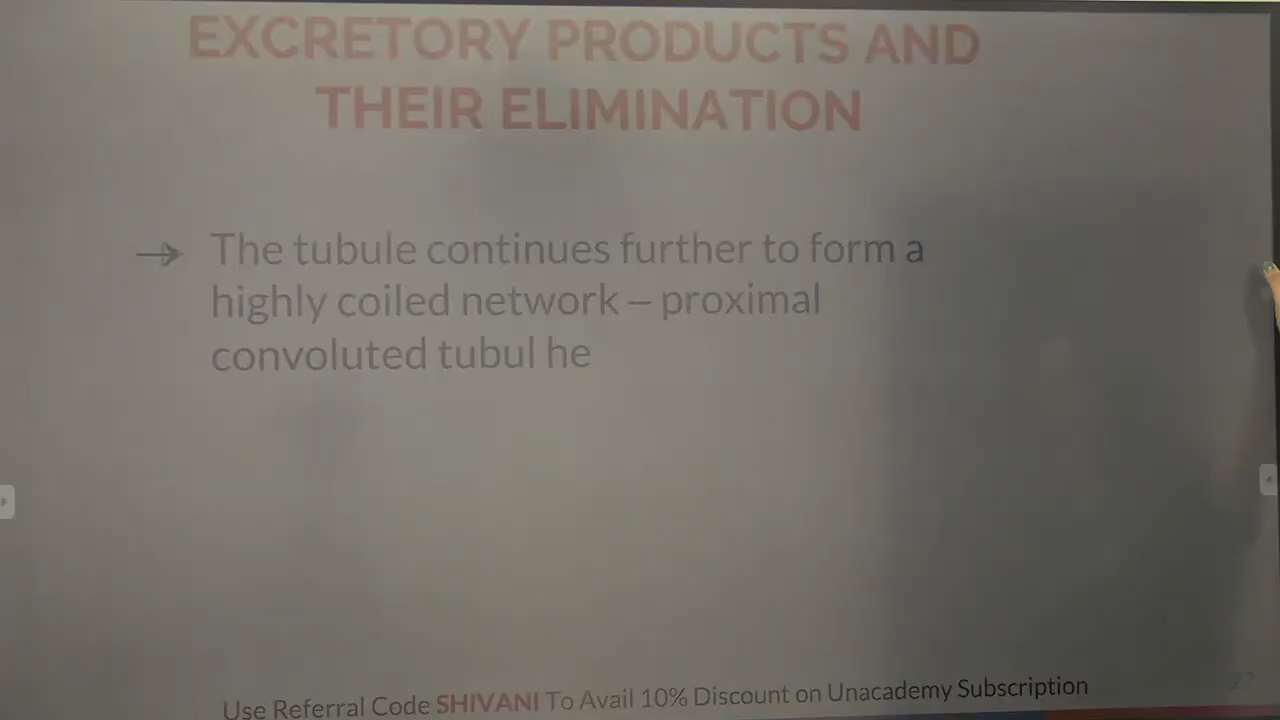 EXCRETORY PRODUCTS AND
THEIR ELIMINATION
→ The tubule continues further to form a
highly coiled network – proximal
convoluted tubul he
Use Referral Code SHIVANI To Avail 10% Discount on Unacademy Subscription